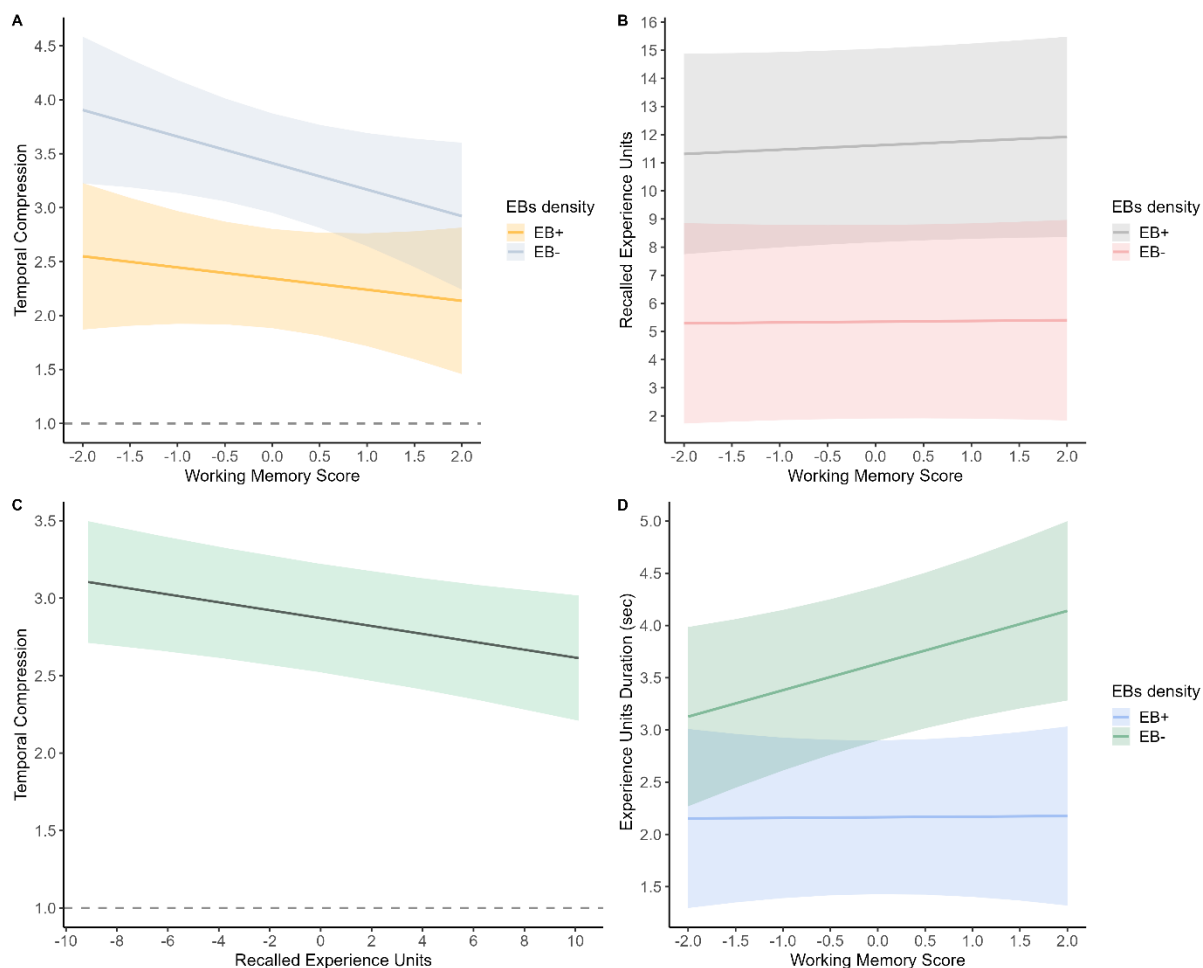 A
Temporal Compression
4.5
4.0
3.5
3.0
2.5
2.0
1.5
1.0
-2.0 -1.5 -1.0 -0.5 0.0 0.5 1.0 1.5 2.0
Working Memory Score
EBs density
EB+
EB-
B
Recalled Experience Units
16
15
14
13
12
11
10
9
8
7
6
5
4
3
2
-2.0 -1.5 -1.0 -0.5 0.0 0.5 1.0 1.5 2.0
Working Memory Score
EBs density
EB+
EB-
C
Temporal Compression
3.5
3.0
2.5
2.0
1.5
1.0
-10 -8 -6 -4 -2 0 2 4 6 8 10
Recalled Experience Units
D
Experience Units Duration (sec)
5.0
4.5
4.0
3.5
3.0
2.5
2.0
1.5
-2.0 -1.5 -1.0 -0.5 0.0 0.5 1.0 1.5 2.0
Working Memory Score
EBs density
EB+
EB-